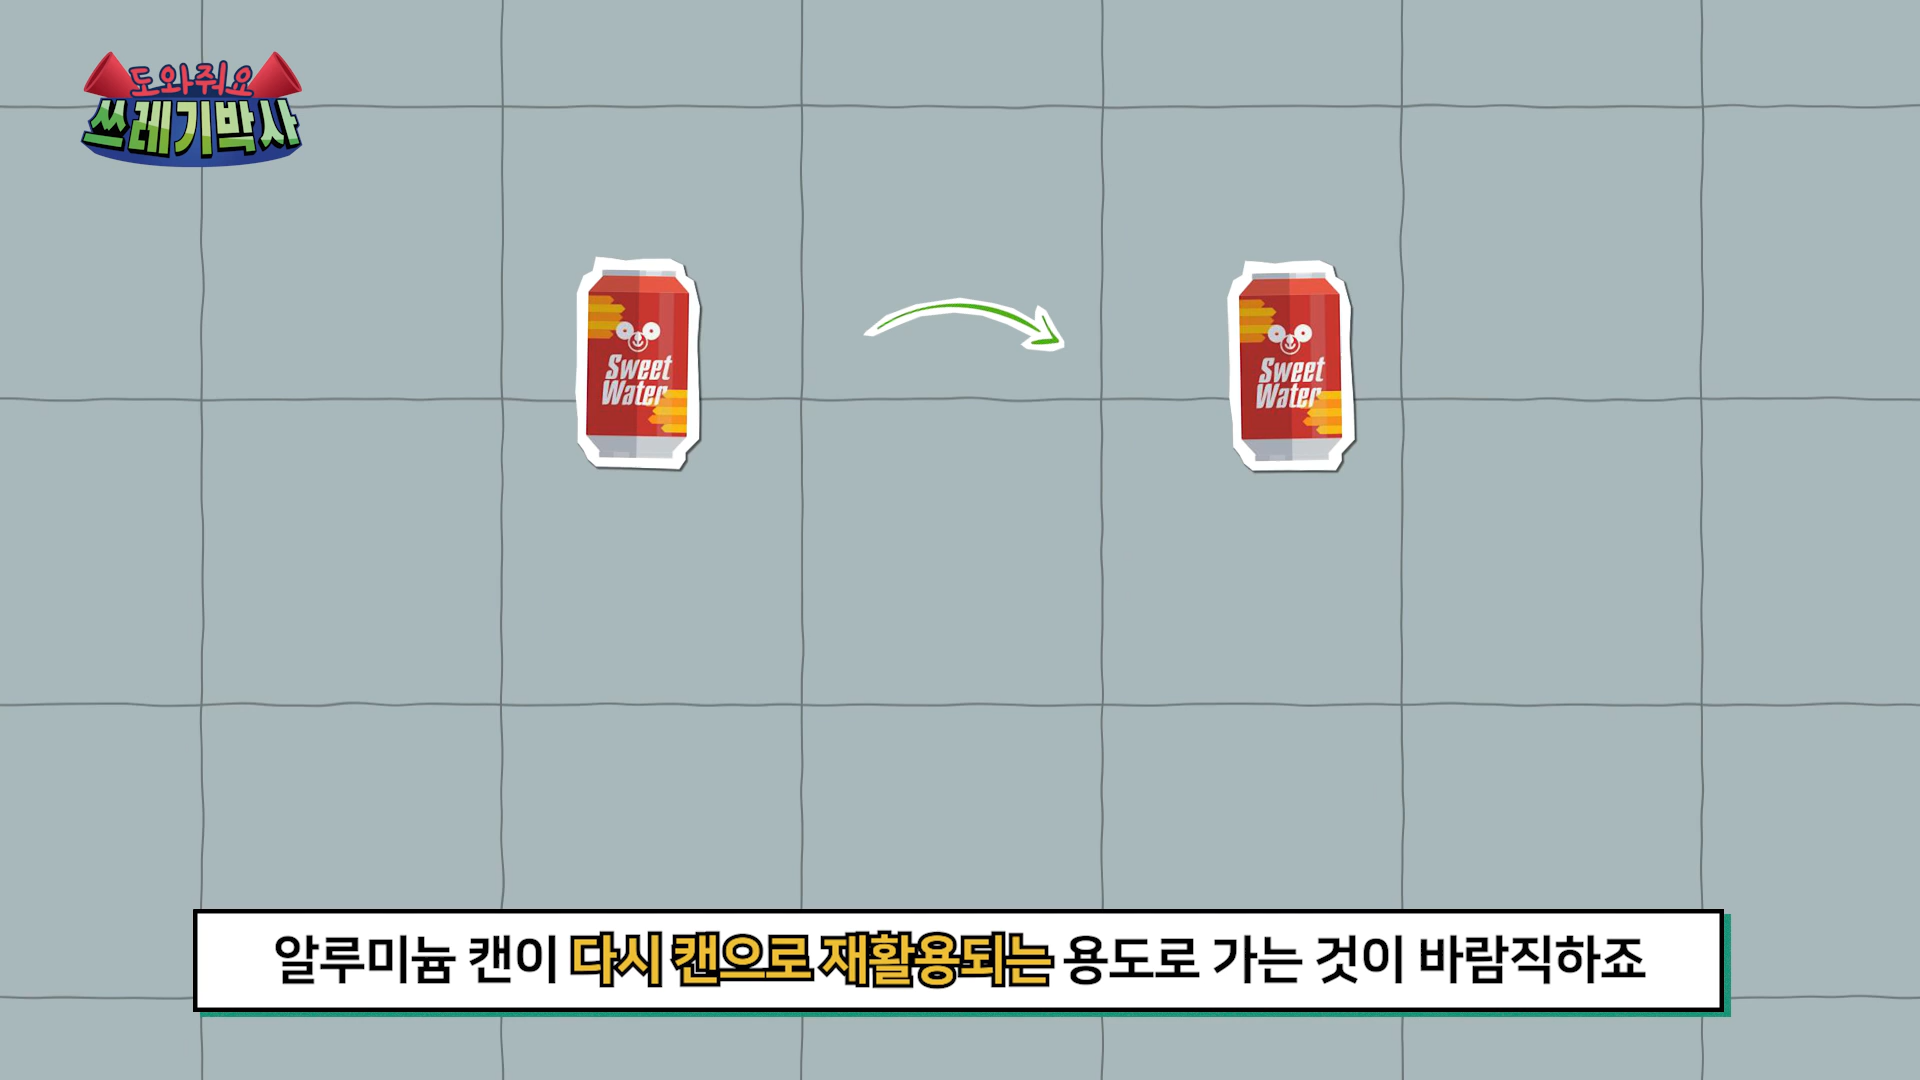 도와줘요
쓰레기박사
Sweet
Water
Sweet
Water
알루미늄 캔이 다시 캔으로 재활용되는 용도로 가는 것이 바람직하죠